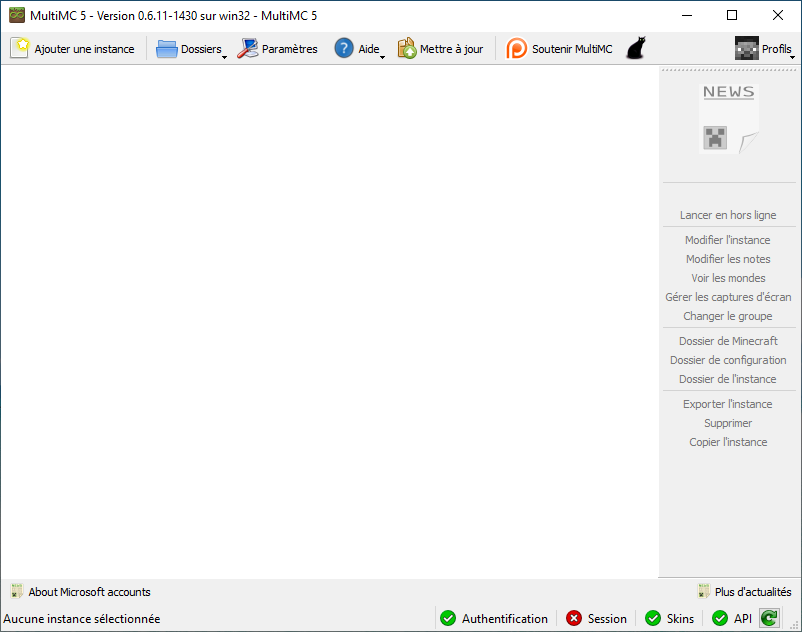 MultiMC 5 - Version 0.6.11-1430 sur win32 - MultiMC 5
Ajouter une instance Dossiers Paramètres Aide Mettre à jour Soutenir MultiMC Profils
NEWS
Lancer en hors ligne
Modifier l'instance
Modifier les notes
Voir les mondes
Gérer les captures d'écran
Changer le groupe
Dossier de Minecraft
Dossier de configuration
Dossier de l'instance
Exporter l'instance
Supprimer
Copier l'instance
About Microsoft accounts Plus d'actualités
Aucune instance sélectionnée Authentification Session Skins API